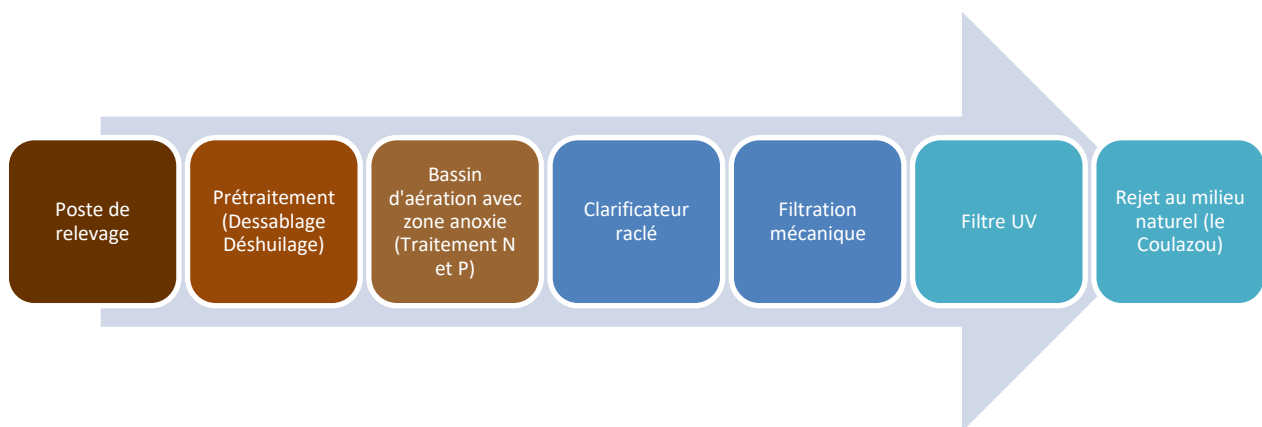 Poste de
relevage
Prétraitement
(Dessablage
Déshuilage)
Bassin
d'aération avec
zone anoxie
(Traitement N
et P)
Clarificateur
raclé
Filtration
mécanique
Filtre UV
Rejet au milieu
naturel (le
Coulazou)